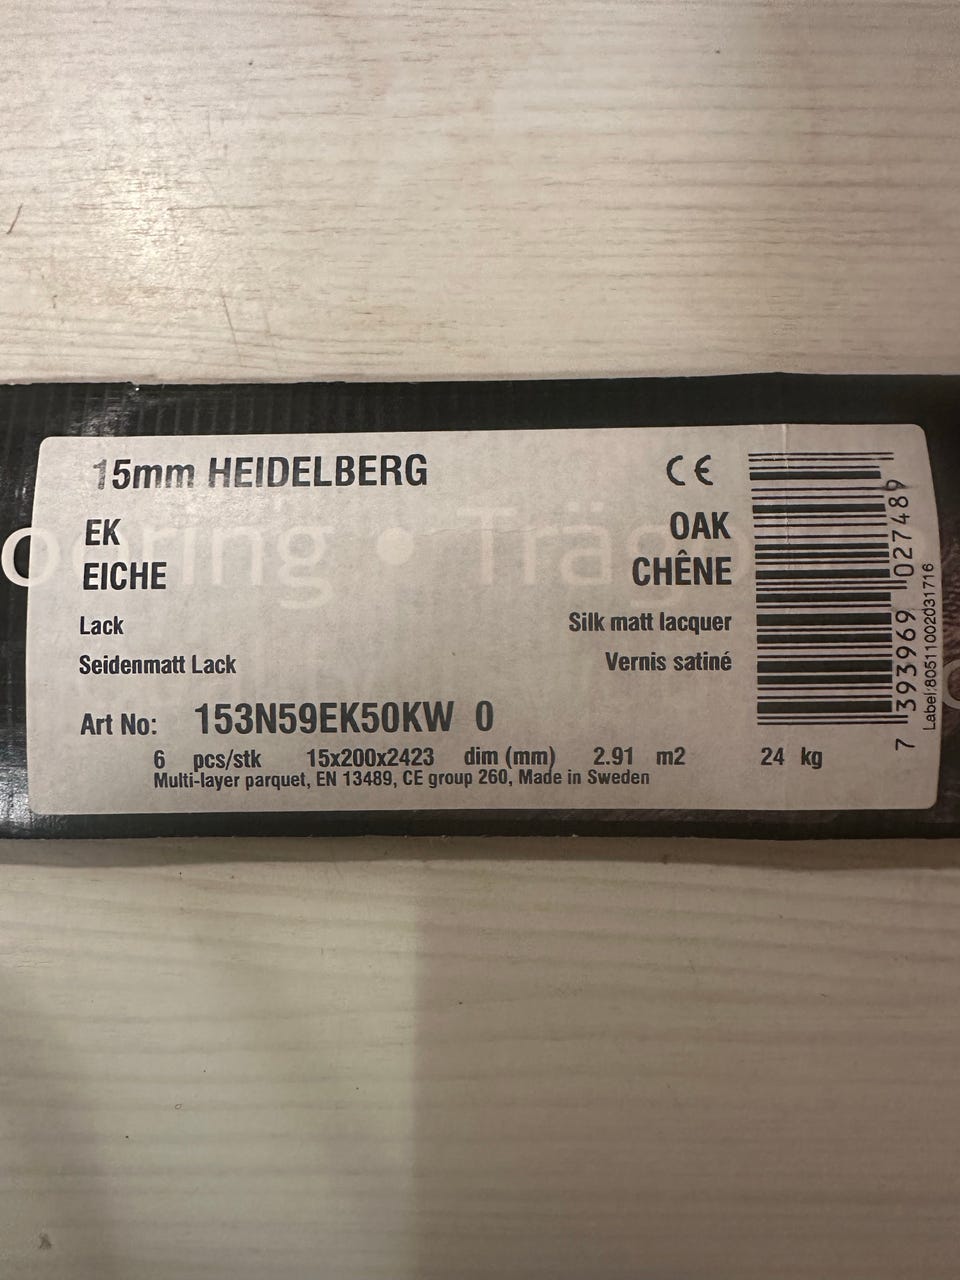 15mm HEIDELBERG CE
EK OAK
EICHE CHÊNE
Lack Silk matt lacquer
Seidenmatt Lack Vernis satiné
Art No: 153N59EK50KW 0
6 pcs/stk 15x200x2423 dim (mm) 2.91 m2 24 kg
Multi-layer parquet, EN 13489, CE group 260, Made in Sweden
7 393969 027489
Label:80511002031716
ooring • Träg